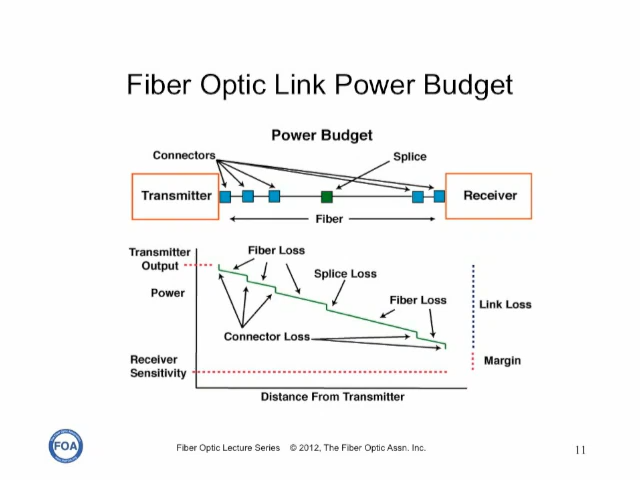 Fiber Optic Link Power Budget
Power Budget
Connectors
Splice
Transmitter
Receiver
Fiber
Transmitter
Output
Fiber Loss
Splice Loss
Power
Fiber Loss
Link Loss
Connector Loss
Receiver
Sensitivity
Margin
Distance From Transmitter
FOA
Fiber Optic Lecture Series © 2012, The Fiber Optic Assn. Inc.
11